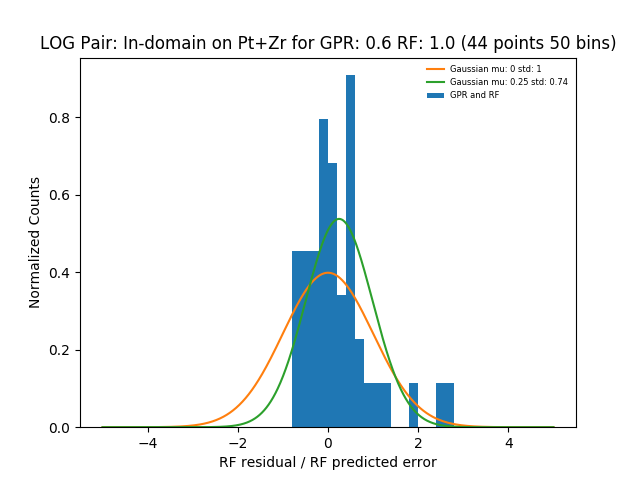 LOG Pair: In-domain on Pt+Zr for GPR: 0.6 RF: 1.0 (44 points 50 bins)
Gaussian mu: 0 std: 1
Gaussian mu: 0.25 std: 0.74
GPR and RF
Normalized Counts
0.8
0.6
0.4
0.2
0.0
−4 −2 0 2 4
RF residual / RF predicted error